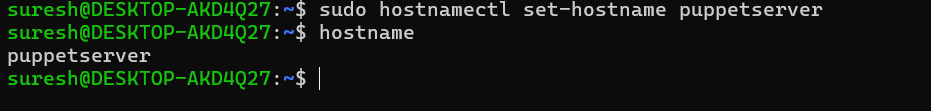 suresh@DESKTOP-AKD4Q27:~$ sudo hostnamectl set-hostname puppetserver
suresh@DESKTOP-AKD4Q27:~$ hostname
puppetserver
suresh@DESKTOP-AKD4Q27:~$